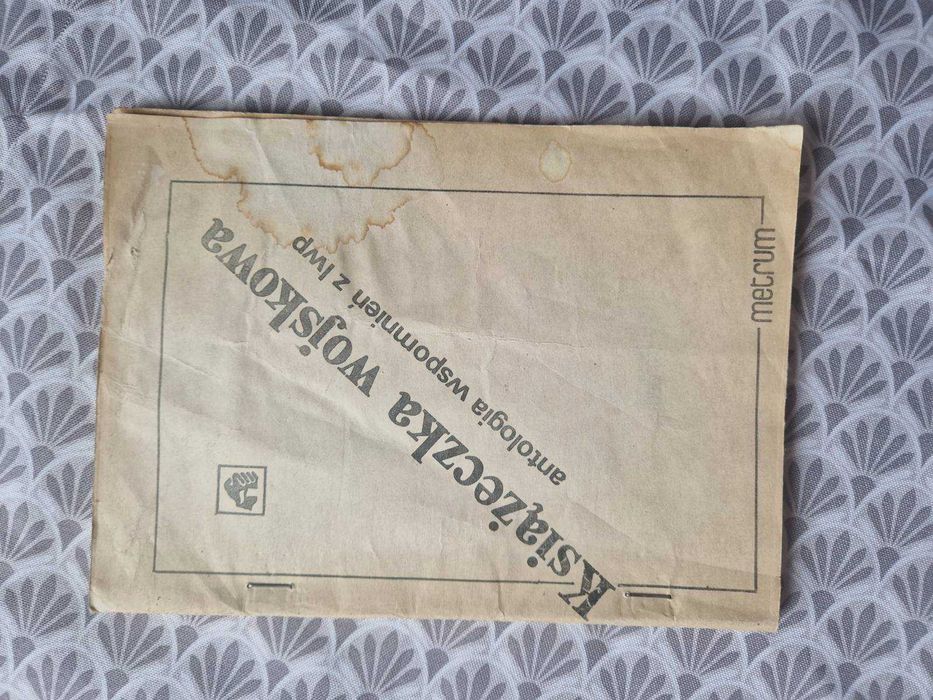 Książeczka wojskowa
antologia wspomnień z lwp
metrum